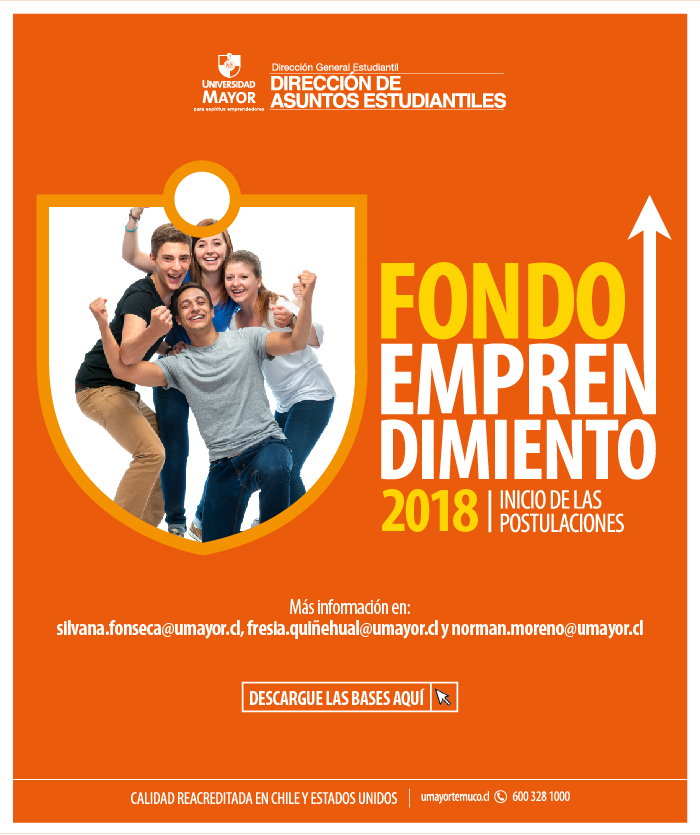 UNIVERSIDAD
MAYOR
para espíritus emprendedores
Dirección General Estudiantil
DIRECCIÓN DE
ASUNTOS ESTUDIANTILES
FONDO
EMPREN
DIMIENTO
2018
INICIO DE LAS
POSTULACIONES
Más información en:
silvana.fonseca@umayor.cl, fresia.quiñehual@umayor.cl y norman.moreno@umayor.cl
DESCARGUE LAS BASES AQUÍ
CALIDAD REACREDITADA EN CHILE Y ESTADOS UNIDOS
umayortemuco.cl 600 328 1000